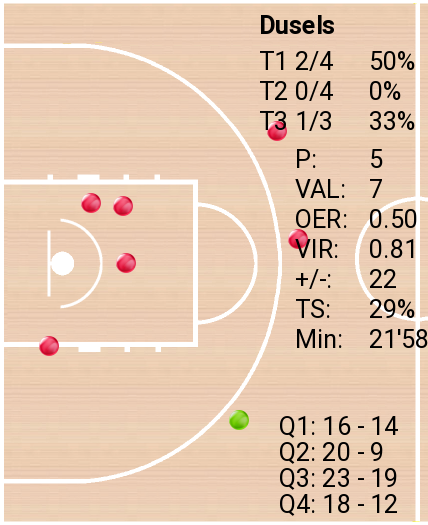 Dusels
T1 2/4 50%
T2 0/4 0%
T3 1/3 33%
P: 5
VAL: 7
OER: 0.50
VIR: 0.81
+/-: 22
TS: 29%
Min: 21'58
Q1: 16 - 14
Q2: 20 - 9
Q3: 23 - 19
Q4: 18 - 12